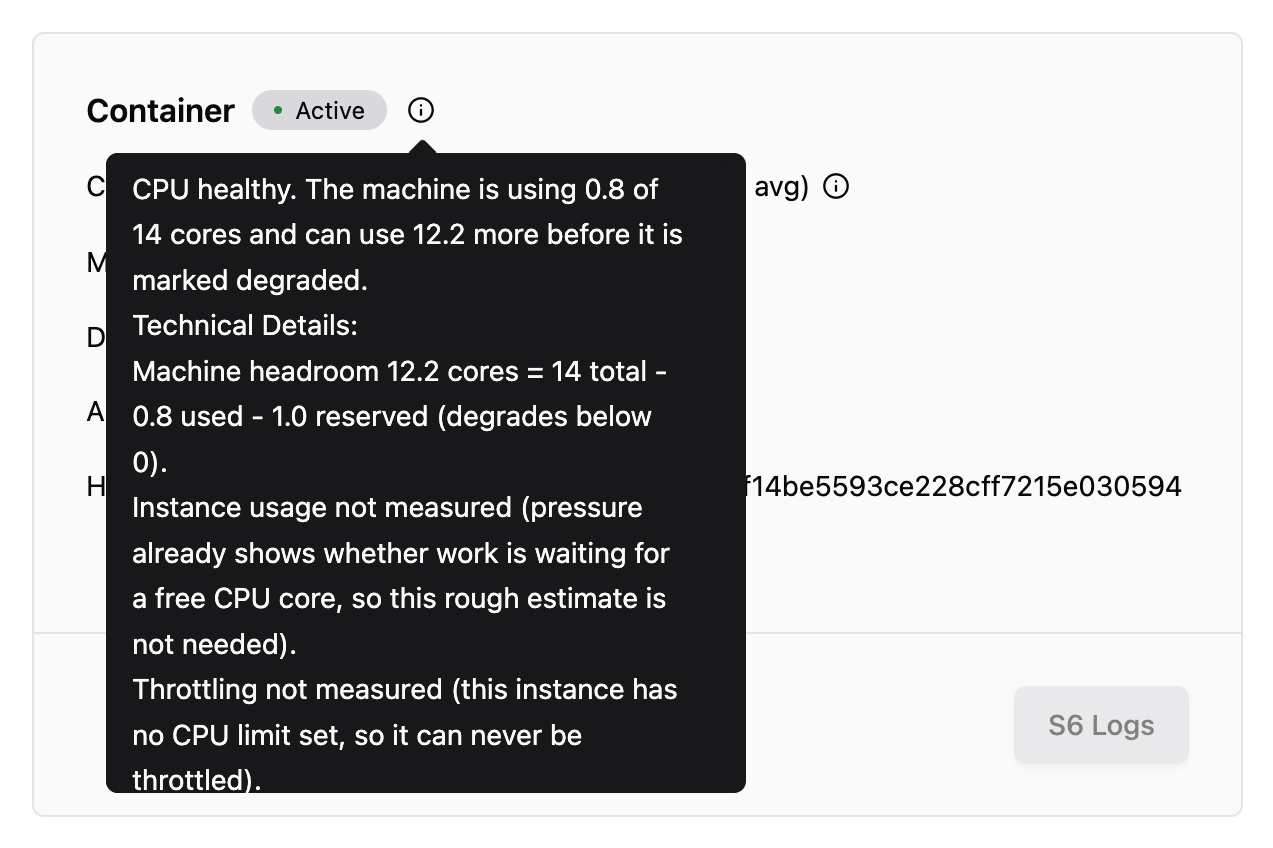 Container
Active
CPU healthy. The machine is using 0.8 of
14 cores and can use 12.2 more before it is
marked degraded.
Technical Details:
Machine headroom 12.2 cores = 14 total -
0.8 used - 1.0 reserved (degrades below
0).
Instance usage not measured (pressure
already shows whether work is waiting for
a free CPU core, so this rough estimate is
not needed).
Throttling not measured (this instance has
no CPU limit set, so it can never be
throttled).
C
avg)
M
D
A
H
f14be5593ce228cff7215e030594
S6 Logs